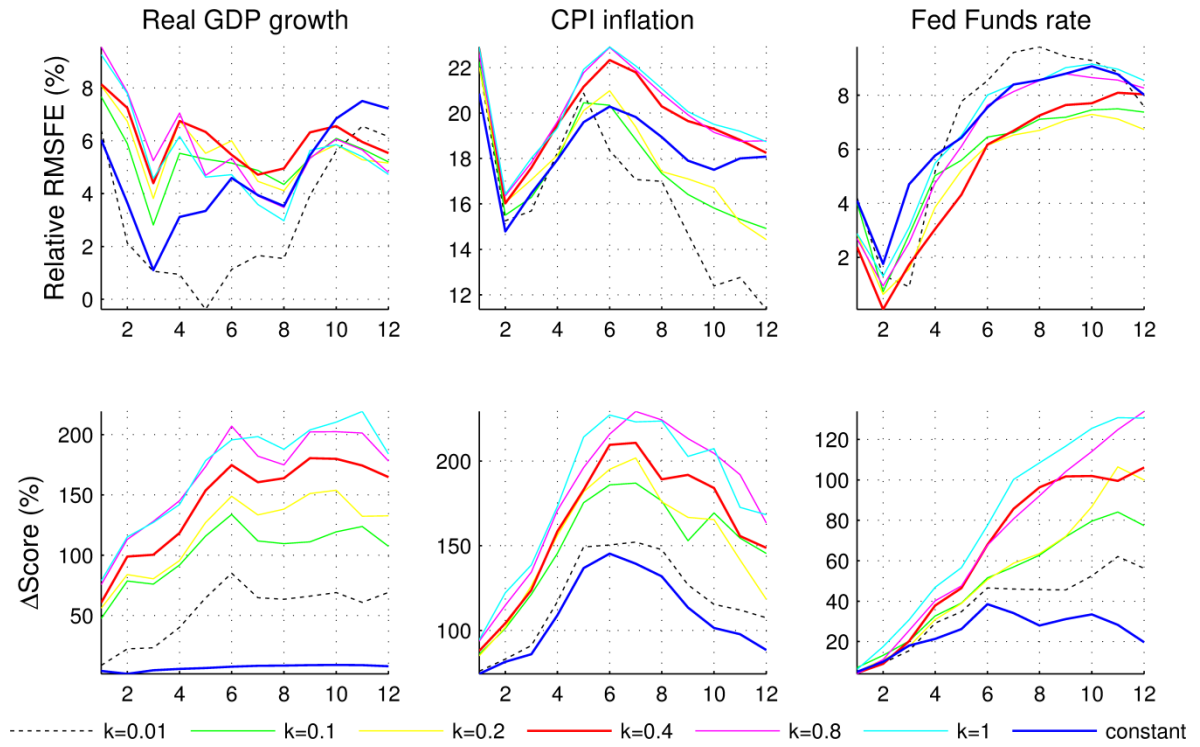 Real GDP growth CPI inflation Fed Funds rate
Relative RMSFE (%)
8
6
4
2
0
2 4 6 8 10 12
22
20
18
16
14
12
2 4 6 8 10 12
8
6
4
2
2 4 6 8 10 12
ΔScore (%)
200
150
100
50
2 4 6 8 10 12
200
150
100
2 4 6 8 10 12
120
100
80
60
40
20
2 4 6 8 10 12
k=0.01 k=0.1 k=0.2 k=0.4 k=0.8 k=1 constant